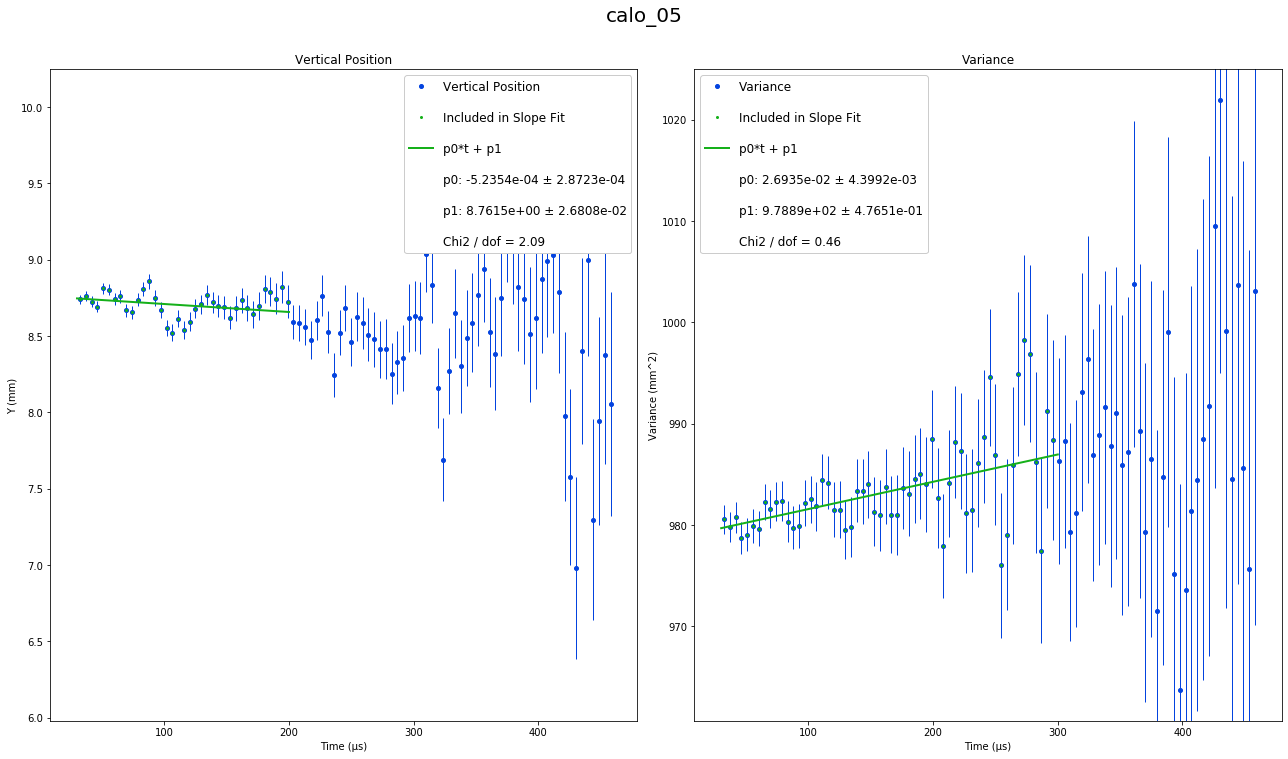 calo_05
Vertical Position
Vertical Position
Included in Slope Fit
p0*t + p1
p0: -5.2354e-04 ± 2.8723e-04
p1: 8.7615e+00 ± 2.6808e-02
Chi2 / dof = 2.09
10.0
9.5
9.0
8.5
8.0
7.5
7.0
6.5
6.0
Y (mm)
100
200
300
400
Time (μs)
Variance
Variance
Included in Slope Fit
p0*t + p1
p0: 2.6935e-02 ± 4.3992e-03
p1: 9.7889e+02 ± 4.7651e-01
Chi2 / dof = 0.46
1020
1010
1000
990
980
970
Variance (mm^2)
100
200
300
400
Time (μs)